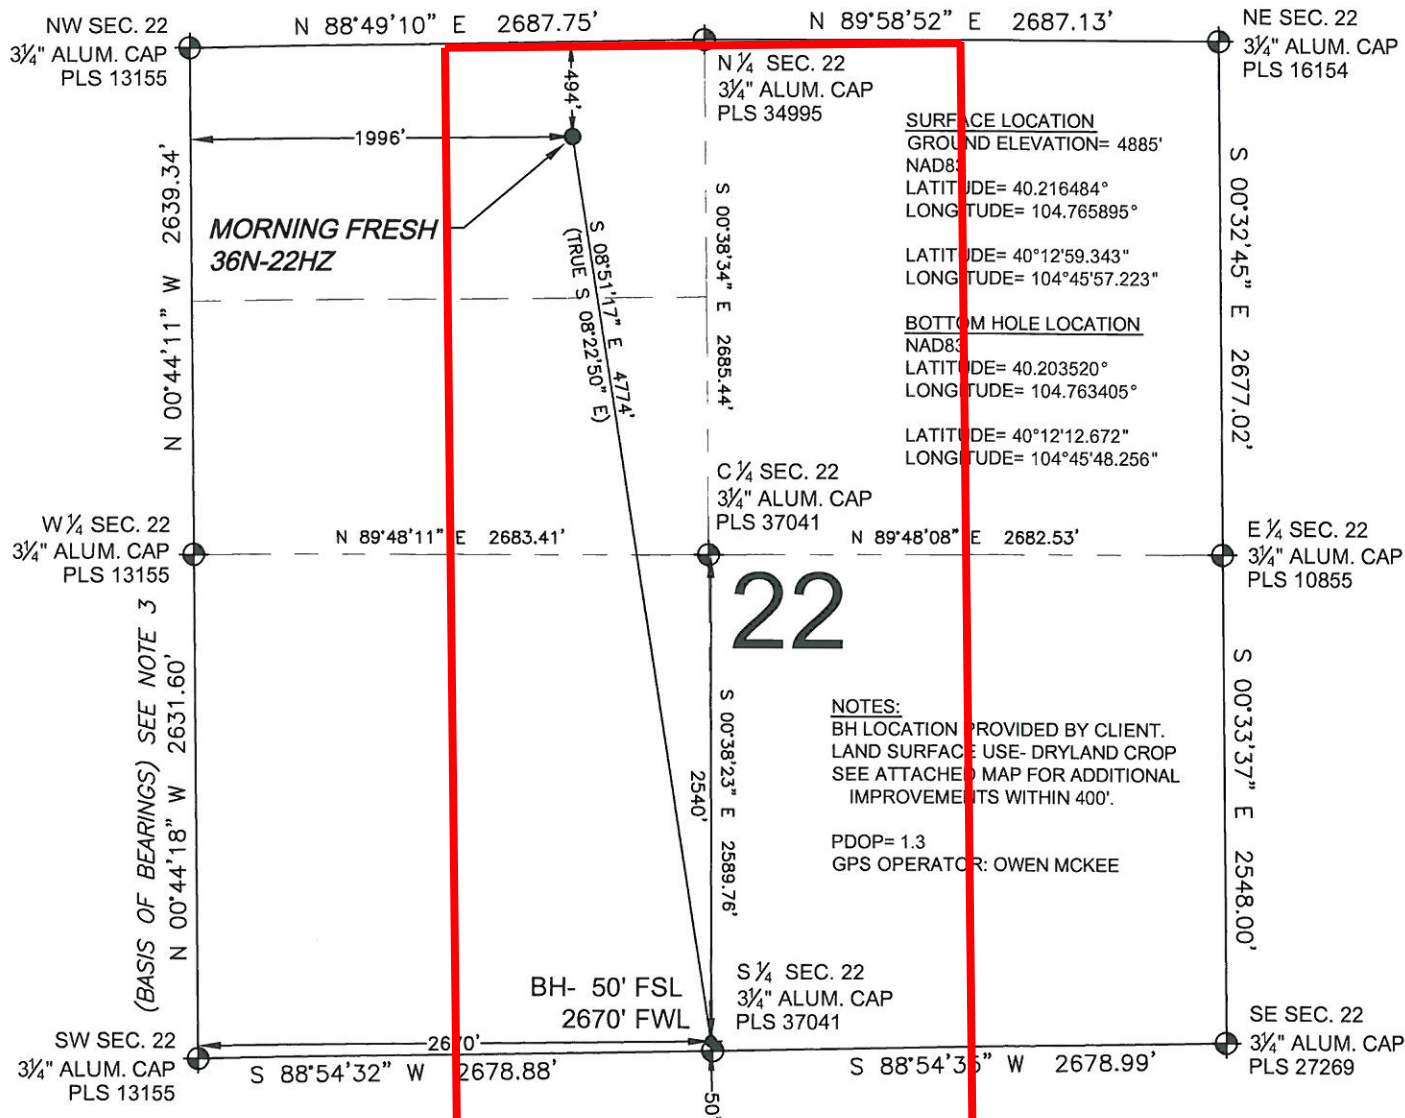 NW SEC. 22
3¼" ALUM. CAP
PLS 13155
N 88°49'10" E 2687.75'
N 89°58'52" E 2687.13'
NE SEC. 22
3¼" ALUM. CAP
PLS 16154
N ¼ SEC. 22
3¼" ALUM. CAP
PLS 34995
494'
1996'
MORNING FRESH
36N-22HZ
N 00°44'11" W 2639.34'
S 08°51'17" E 4774'
(TRUE S 08°22'50" E)
S 00°38'34" E 2685.44'
SURFACE LOCATION
GROUND ELEVATION= 4885'
NAD83
LATITUDE= 40.216484°
LONGITUDE= 104.765895°
LATITUDE= 40°12'59.343"
LONGITUDE= 104°45'57.223"
BOTTOM HOLE LOCATION
NAD83
LATITUDE= 40.203520°
LONGITUDE= 104.763405°
LATITUDE= 40°12'12.672"
LONGITUDE= 104°45'48.256"
S 00°32'45" E 2677.02'
C ¼ SEC. 22
3¼" ALUM. CAP
PLS 37041
W ¼ SEC. 22
3¼" ALUM. CAP
PLS 13155
N 89°48'11" E 2683.41'
N 89°48'08" E 2682.53'
E ¼ SEC. 22
3¼" ALUM. CAP
PLS 10855
22
(BASIS OF BEARINGS) SEE NOTE 3
N 00°44'18" W 2631.60'
2540'
S 00°38'23" E 2589.76'
NOTES:
BH LOCATION PROVIDED BY CLIENT.
LAND SURFACE USE- DRYLAND CROP
SEE ATTACHED MAP FOR ADDITIONAL
IMPROVEMENTS WITHIN 400'.
PDOP= 1.3
GPS OPERATOR: OWEN MCKEE
S 00°33'37" E 2548.00'
BH- 50' FSL
2670' FWL
S ¼ SEC. 22
3¼" ALUM. CAP
PLS 37041
SW SEC. 22
3¼" ALUM. CAP
PLS 13155
2670'
S 88°54'32" W 2678.88'
S 88°54'35" W 2678.99'
SE SEC. 22
3¼" ALUM. CAP
PLS 27269
50'